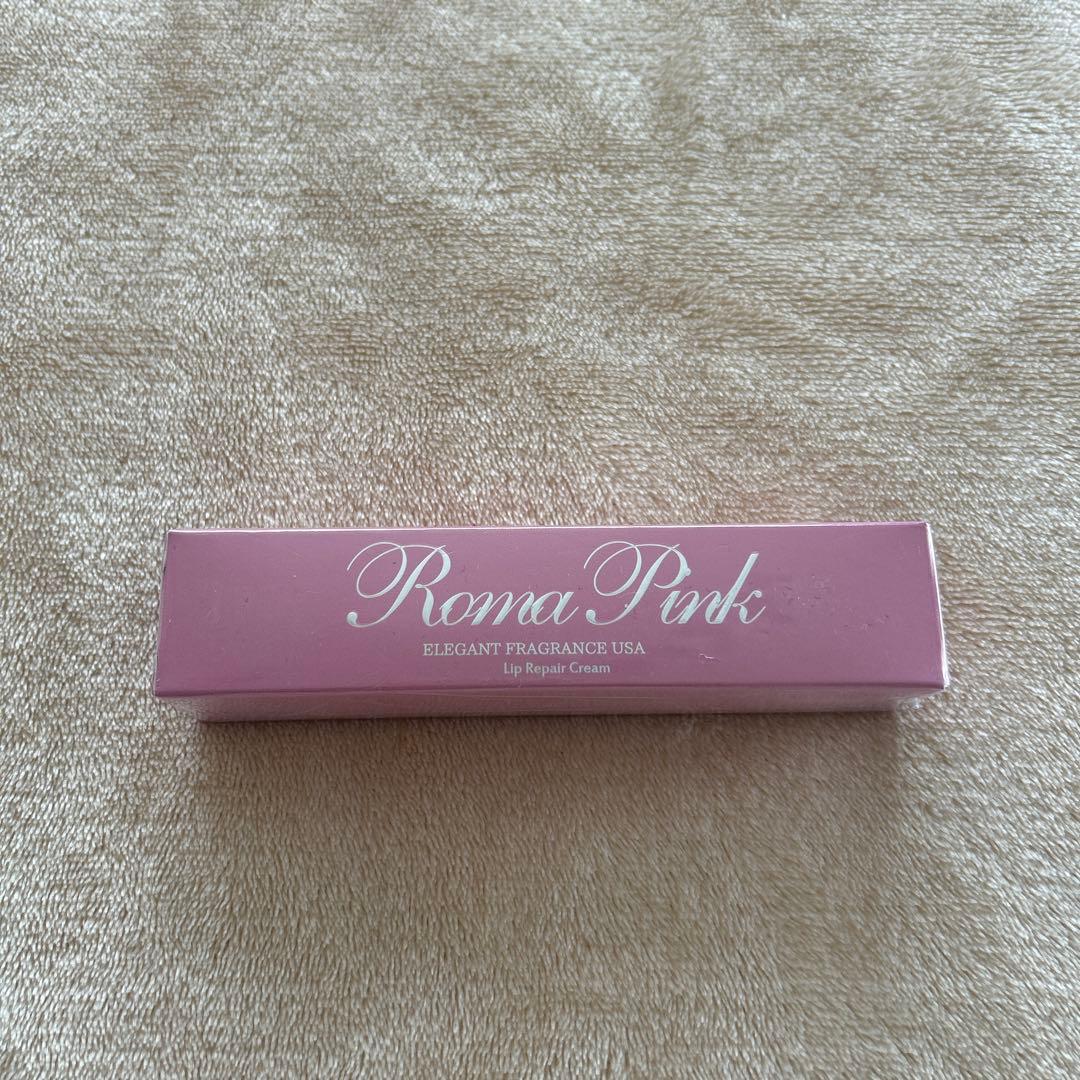 Roma Pink
ELEGANT FRAGRANCE USA
Lip Repair Cream